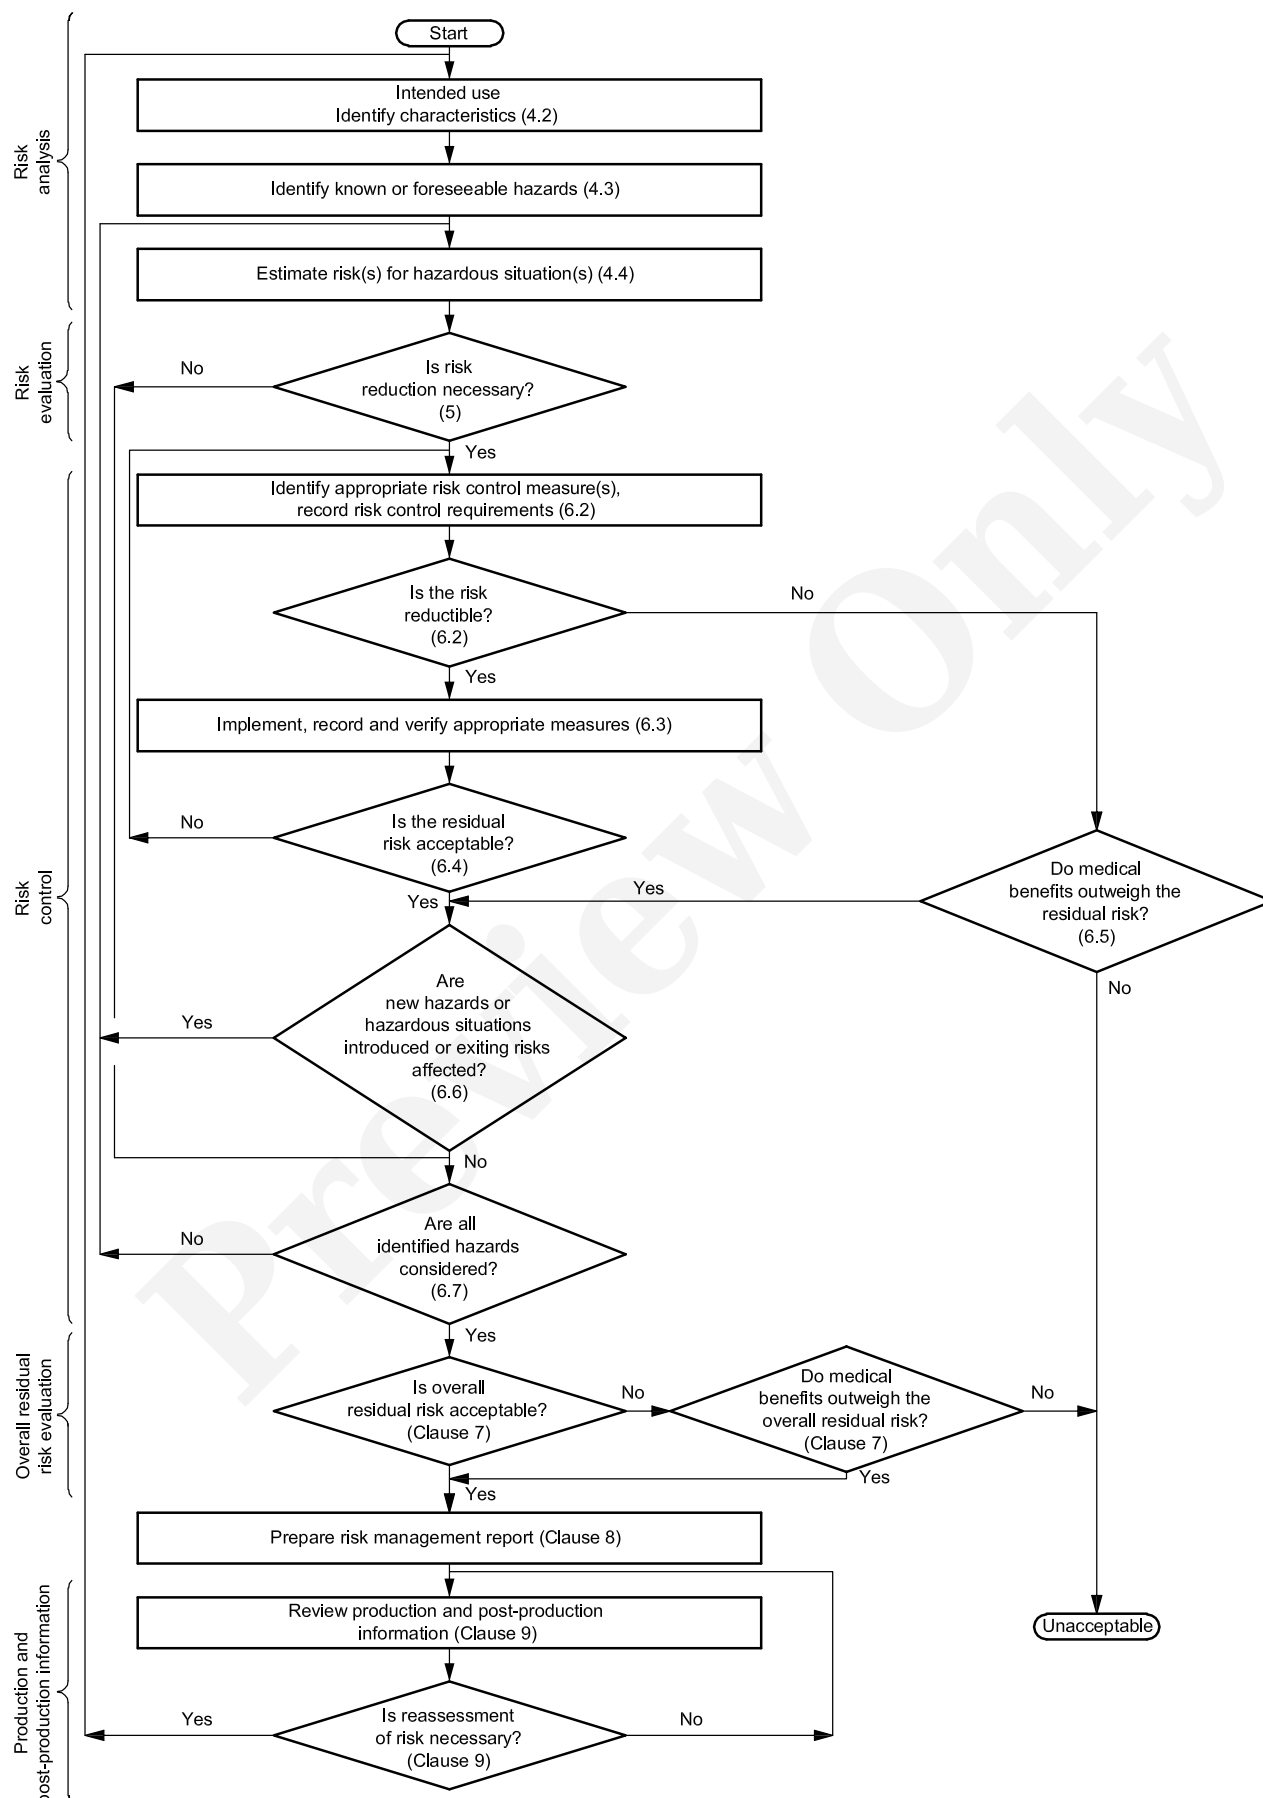 Start
Intended use
Identify characteristics (4.2)
Risk
analysis
Identify known or foreseeable hazards (4.3)
Estimate risk(s) for hazardous situation(s) (4.4)
Risk
evaluation
No
Is risk
reduction necessary?
(5)
Yes
Identify appropriate risk control measure(s),
record risk control requirements (6.2)
Is the risk
reductible?
(6.2)
No
Yes
Implement, record and verify appropriate measures (6.3)
No
Is the residual
risk acceptable?
(6.4)
Yes
Yes
Do medical
benefits outweigh the
residual risk?
(6.5)
No
Risk
control
Yes
Are
new hazards or
hazardous situations
introduced or exiting risks
affected?
(6.6)
No
No
Are all
identified hazards
considered?
(6.7)
Yes
Overall residual
risk evaluation
Is overall
residual risk acceptable?
(Clause 7)
No
Do medical
benefits outweigh the
overall residual risk?
(Clause 7)
No
Yes
Yes
Prepare risk management report (Clause 8)
Production and
post-production information
Review production and post-production
information (Clause 9)
Unacceptable
Yes
Is reassessment
of risk necessary?
(Clause 9)
No
Preview Only